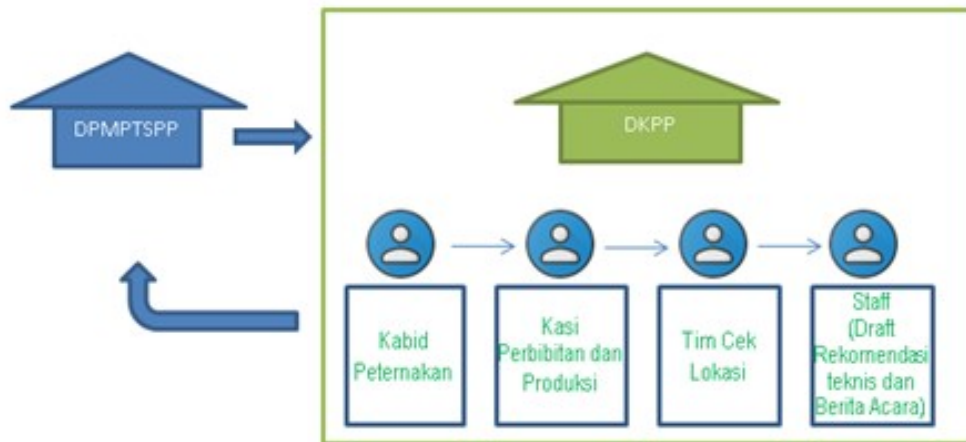 DPMPTSPP
DKPP
Kabid
Peternakan
Kasi
Perbibitan dan
Produksi
Tim Cek
Lokasi
Staff
(Draft
Rekomendasi
teknis dan
Berita Acara)